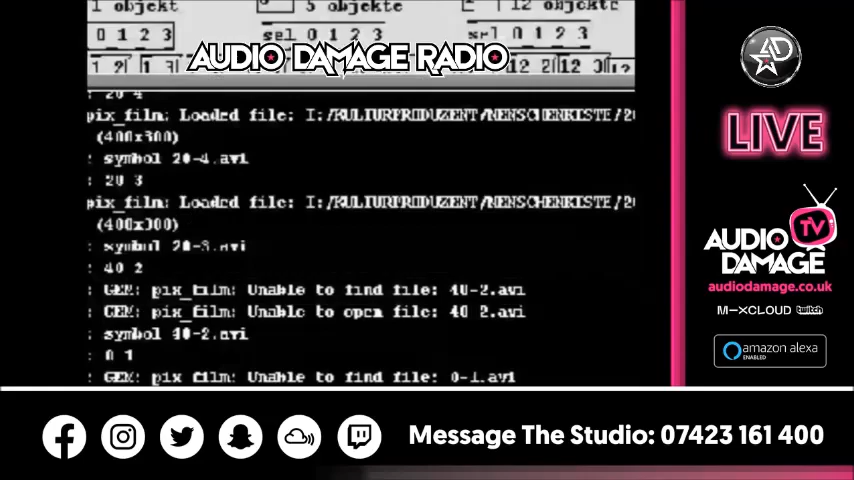 1 objekt 5 objekte 12 objekte
0 1 2 3 sel 0 1 2 3 sel 0 1 2 3
AUDIO DAMAGE RADIO
: 20 4
pix_film: Loaded file: I:/KULTURPRODUZENT/MENSCHENKISTE/2
(400x300)
: symbol 20-4.avi
: 20 3
pix_film: Loaded file: I:/KULTURPRODUZENT/MENSCHENKISTE/2
(400x300)
: symbol 20-3.avi
: 40 2
: GEM: pix_film: Unable to find file: 40-2.avi
: GEM: pix_film: Unable to open file: 40-2.avi
: symbol 40-2.avi
: 0 1
: GEM: pix_film: Unable to find file: 0-1.avi
AD
LIVE
AUDIO TV
DAMAGE
audiodamage.co.uk
M-XCLOUD twitch
amazon alexa
ENABLED
Message The Studio: 07423 161 400